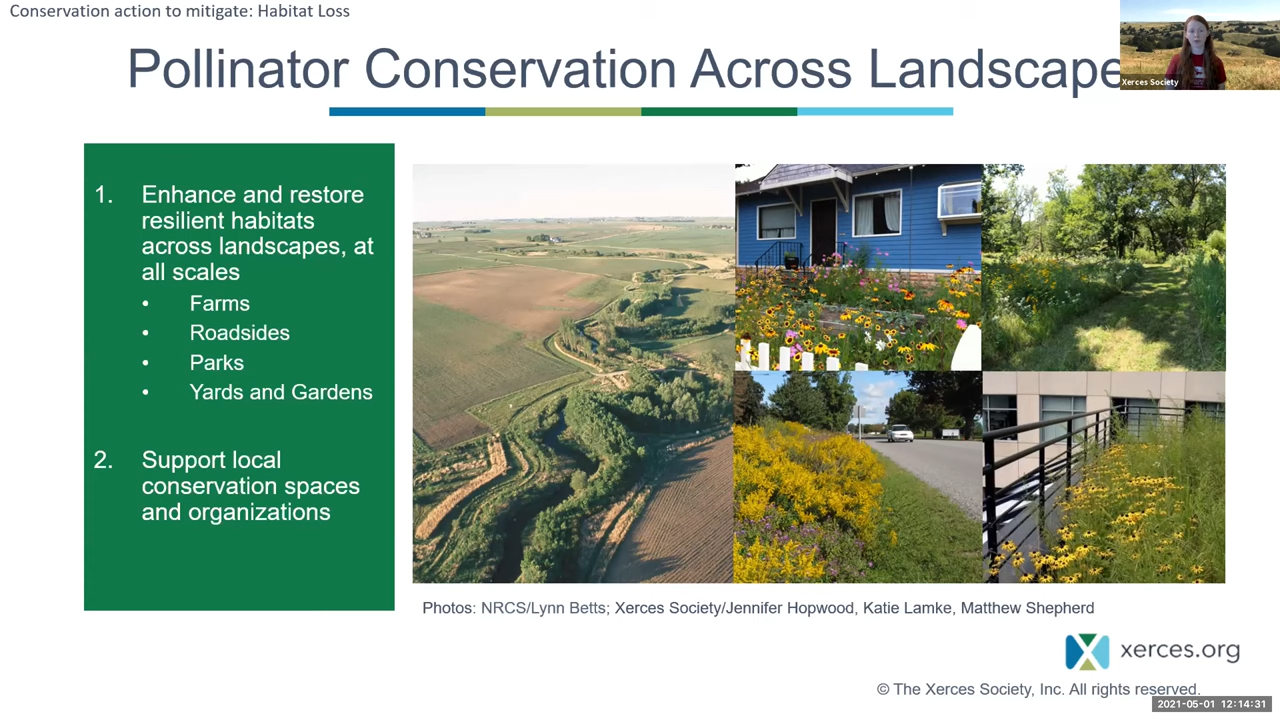 Conservation action to mitigate: Habitat Loss
Pollinator Conservation Across Landscape
Xerces Society
1. Enhance and restore
resilient habitats
across landscapes, at
all scales
• Farms
• Roadsides
• Parks
• Yards and Gardens
2. Support local
conservation spaces
and organizations
Photos: NRCS/Lynn Betts; Xerces Society/Jennifer Hopwood, Katie Lamke, Matthew Shepherd
xerces.org
© The Xerces Society, Inc. All rights reserved.
2021-05-01 12:14:31